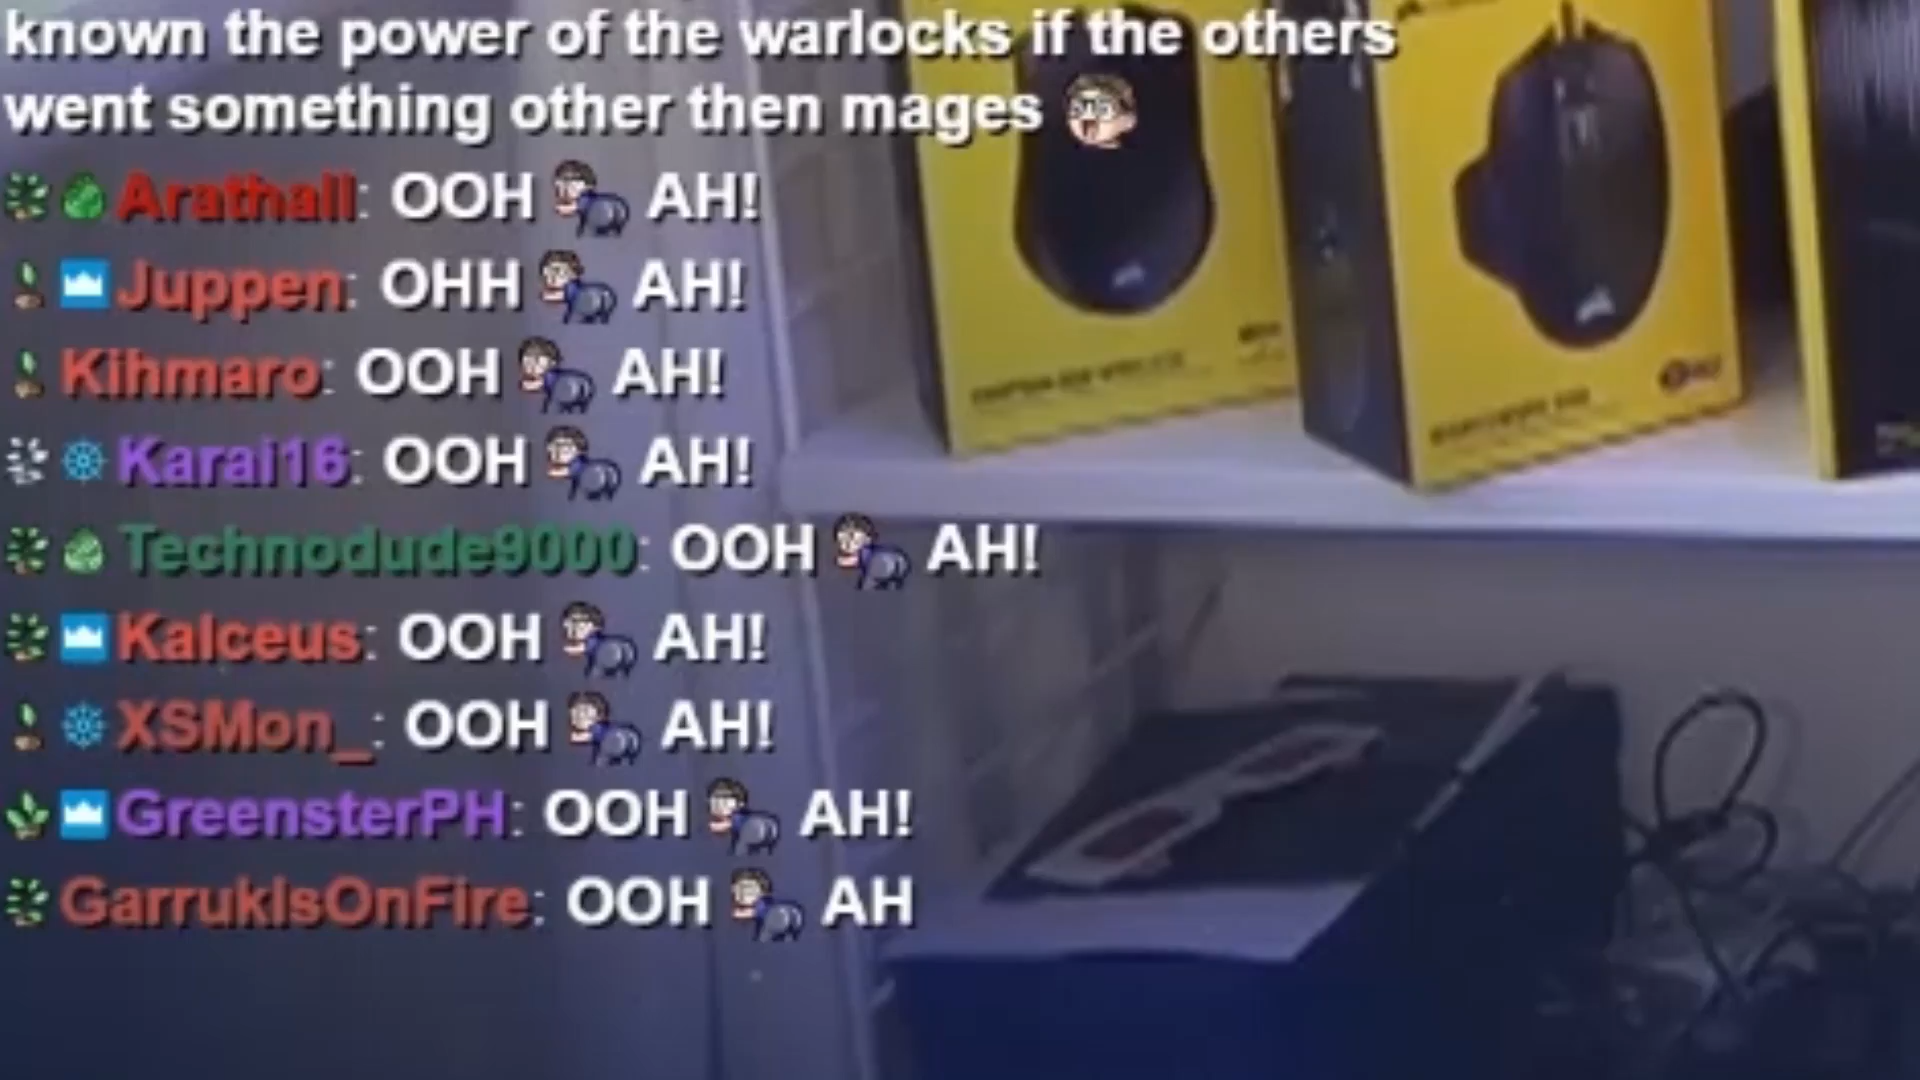 known the power of the warlocks if the others
went something other then mages
Arathall: OOH AH!
Juppen: OHH AH!
Kihmaro: OOH AH!
Karai16: OOH AH!
Technodude9000: OOH AH!
Kalceus: OOH AH!
XSMon_: OOH AH!
GreensterPH: OOH AH!
GarrukIsOnFire: OOH AH